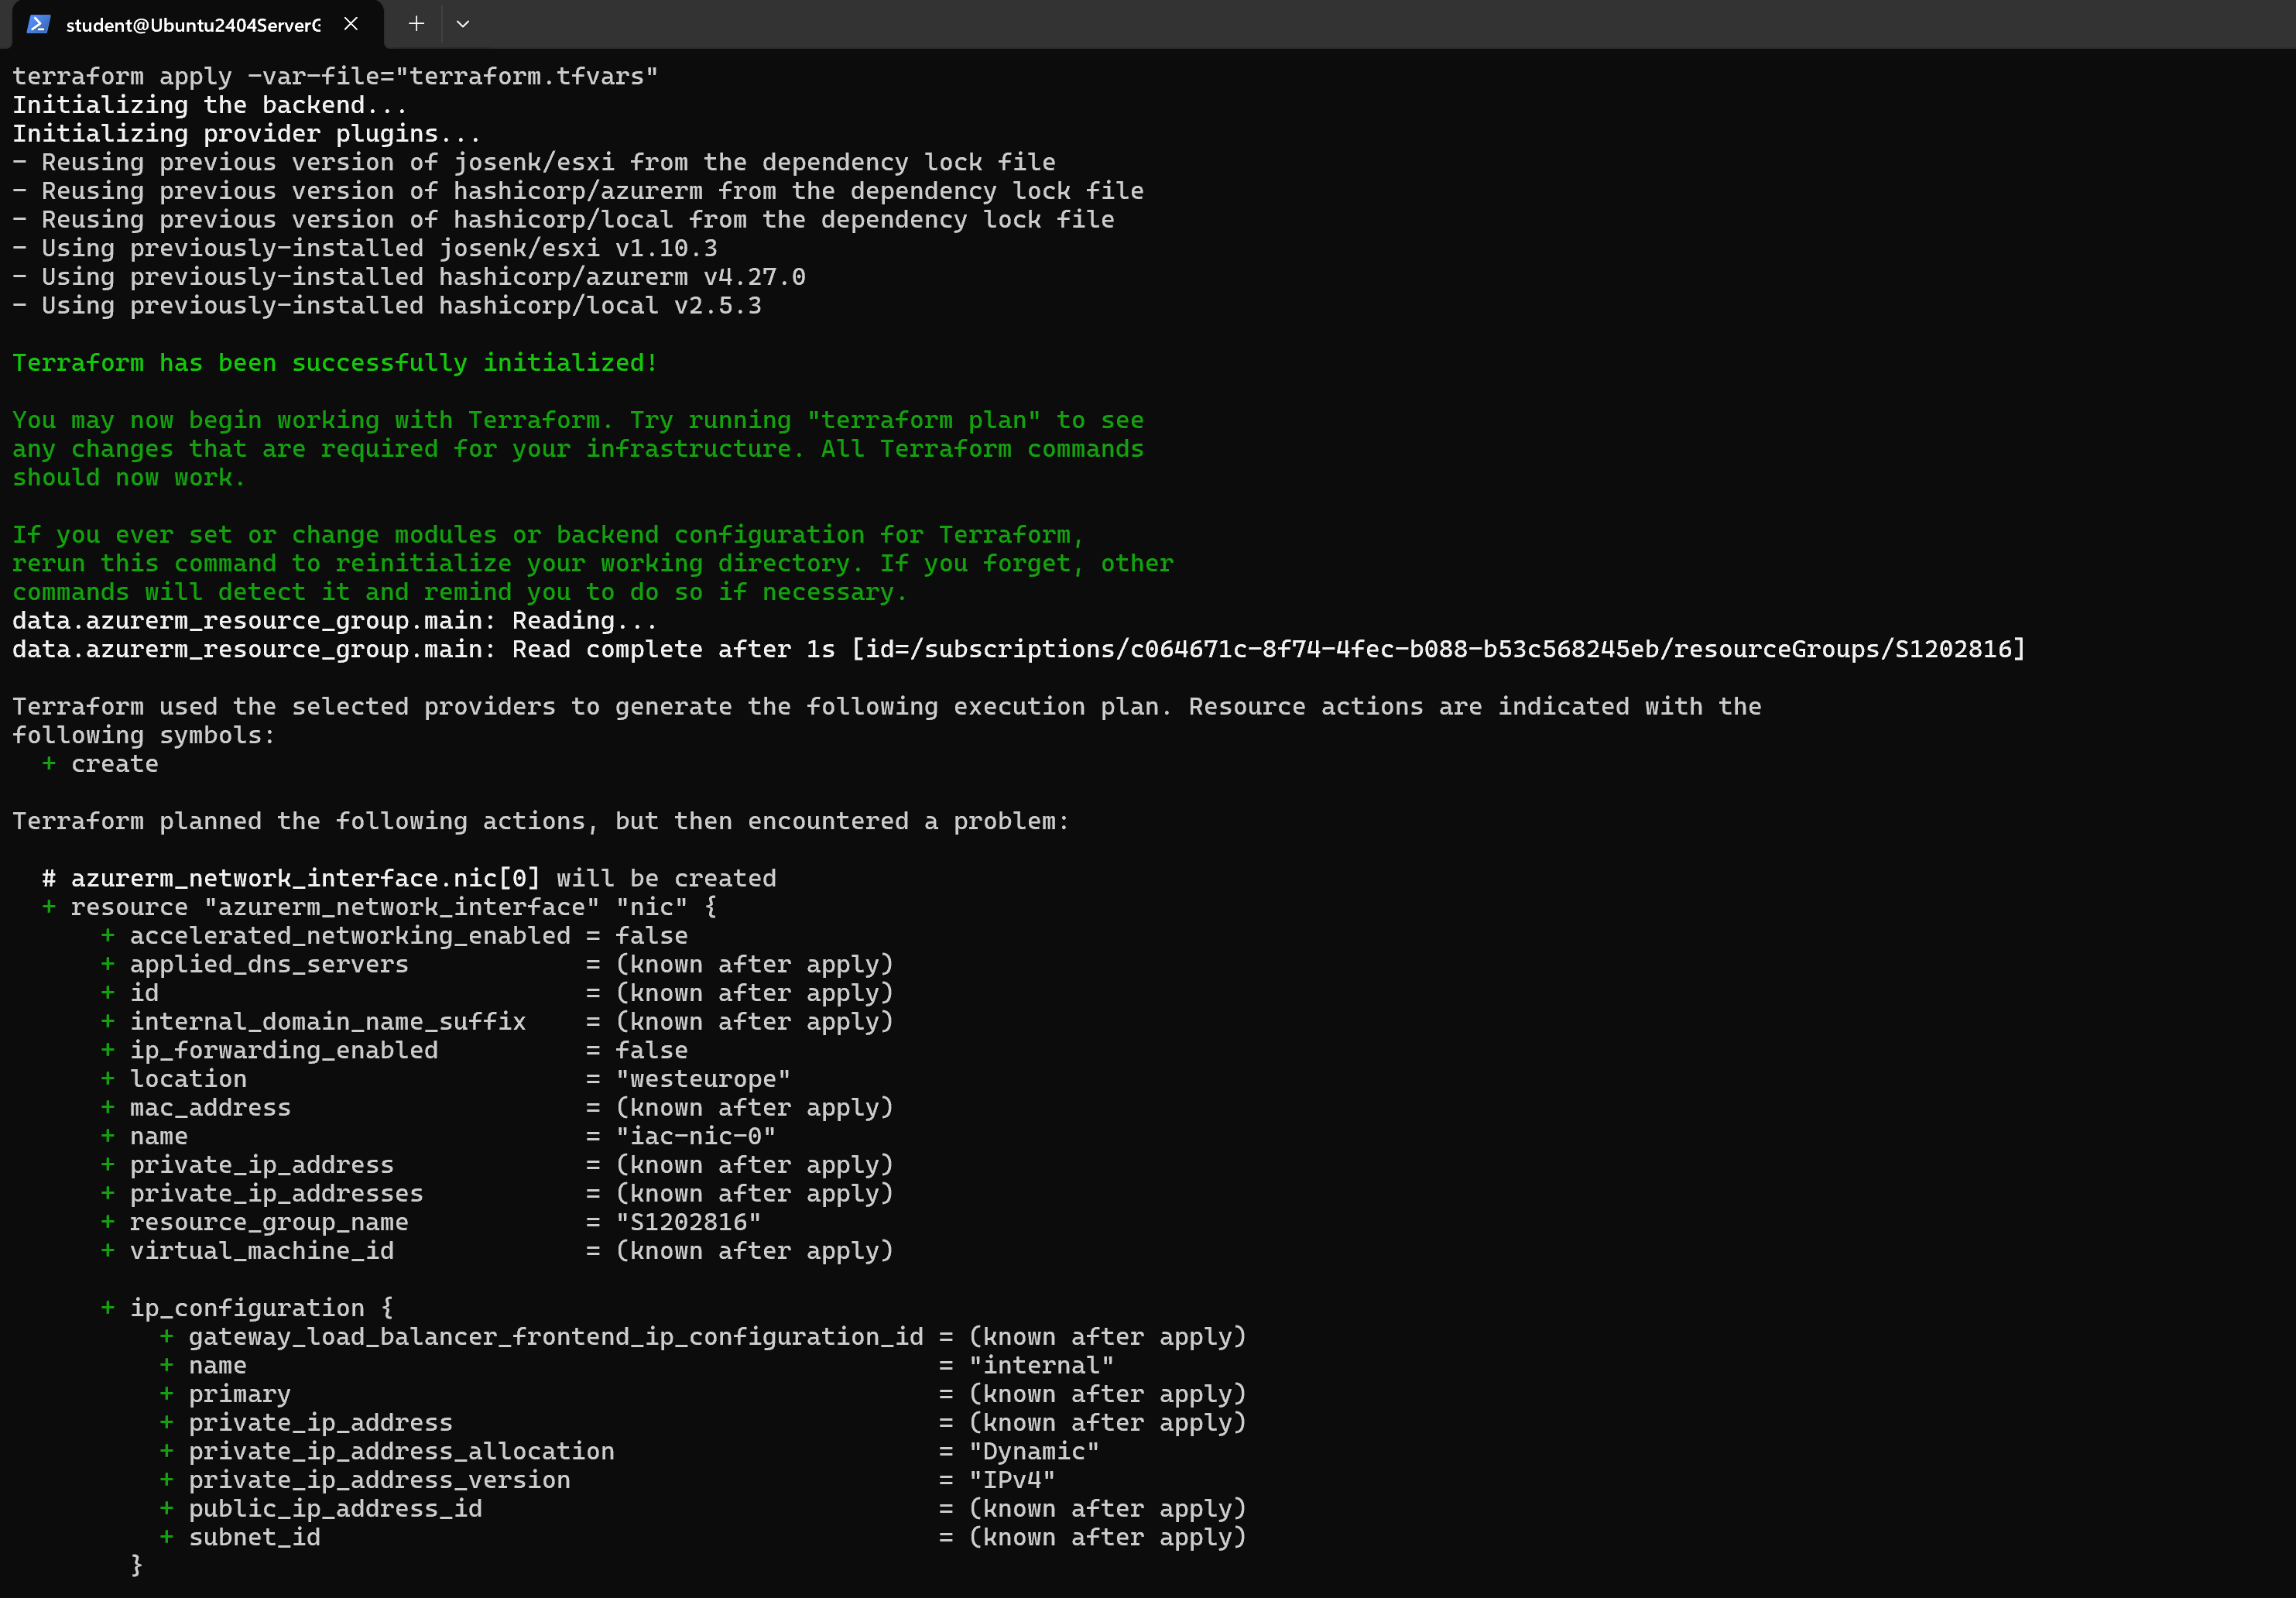 student@Ubuntu2404Server
terraform apply -var-file="terraform.tfvars"
Initializing the backend...
Initializing provider plugins...
- Reusing previous version of josenk/esxi from the dependency lock file
- Reusing previous version of hashicorp/azurerm from the dependency lock file
- Reusing previous version of hashicorp/local from the dependency lock file
- Using previously-installed josenk/esxi v1.10.3
- Using previously-installed hashicorp/azurerm v4.27.0
- Using previously-installed hashicorp/local v2.5.3
Terraform has been successfully initialized!
You may now begin working with Terraform. Try running "terraform plan" to see
any changes that are required for your infrastructure. All Terraform commands
should now work.
If you ever set or change modules or backend configuration for Terraform,
rerun this command to reinitialize your working directory. If you forget, other
commands will detect it and remind you to do so if necessary.
data.azurerm_resource_group.main: Reading...
data.azurerm_resource_group.main: Read complete after 1s [id=/subscriptions/c064671c-8f74-4fec-b088-b53c568245eb/resourceGroups/S1202816]
Terraform used the selected providers to generate the following execution plan. Resource actions are indicated with the
following symbols:
  + create
Terraform planned the following actions, but then encountered a problem:
  # azurerm_network_interface.nic[0] will be created
  + resource "azurerm_network_interface" "nic" {
      + accelerated_networking_enabled = false
      + applied_dns_servers            = (known after apply)
      + id                             = (known after apply)
      + internal_domain_name_suffix    = (known after apply)
      + ip_forwarding_enabled          = false
      + location                       = "westeurope"
      + mac_address                    = (known after apply)
      + name                           = "iac-nic-0"
      + private_ip_address             = (known after apply)
      + private_ip_addresses           = (known after apply)
      + resource_group_name            = "S1202816"
      + virtual_machine_id             = (known after apply)
      + ip_configuration {
          + gateway_load_balancer_frontend_ip_configuration_id = (known after apply)
          + name                                               = "internal"
          + primary                                            = (known after apply)
          + private_ip_address                                 = (known after apply)
          + private_ip_address_allocation                      = "Dynamic"
          + private_ip_address_version                         = "IPv4"
          + public_ip_address_id                               = (known after apply)
          + subnet_id                                          = (known after apply)
        }